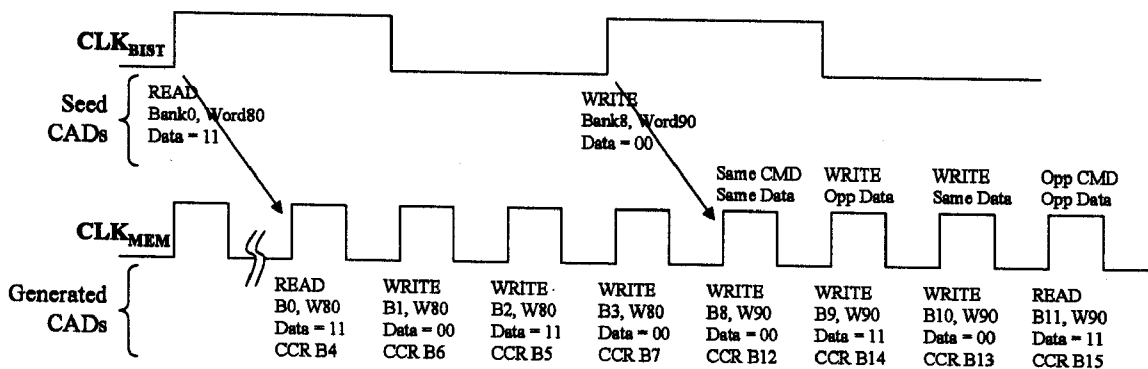 CLK_BIST
Seed
CADs
READ
Bank0, Word80
Data = 11
WRITE
Bank8, Word90
Data = 00
Same CMD
Same Data
WRITE
Opp Data
WRITE
Same Data
Opp CMD
Opp Data
CLK_MEM
Generated
CADs
READ
B0, W80
Data = 11
CCR B4
WRITE
B1, W80
Data = 00
CCR B6
WRITE
B2, W80
Data = 11
CCR B5
WRITE
B3, W80
Data = 00
CCR B7
WRITE
B8, W90
Data = 00
CCR B12
WRITE
B9, W90
Data = 11
CCR B14
WRITE
B10, W90
Data = 00
CCR B13
READ
B11, W90
Data = 11
CCR B15